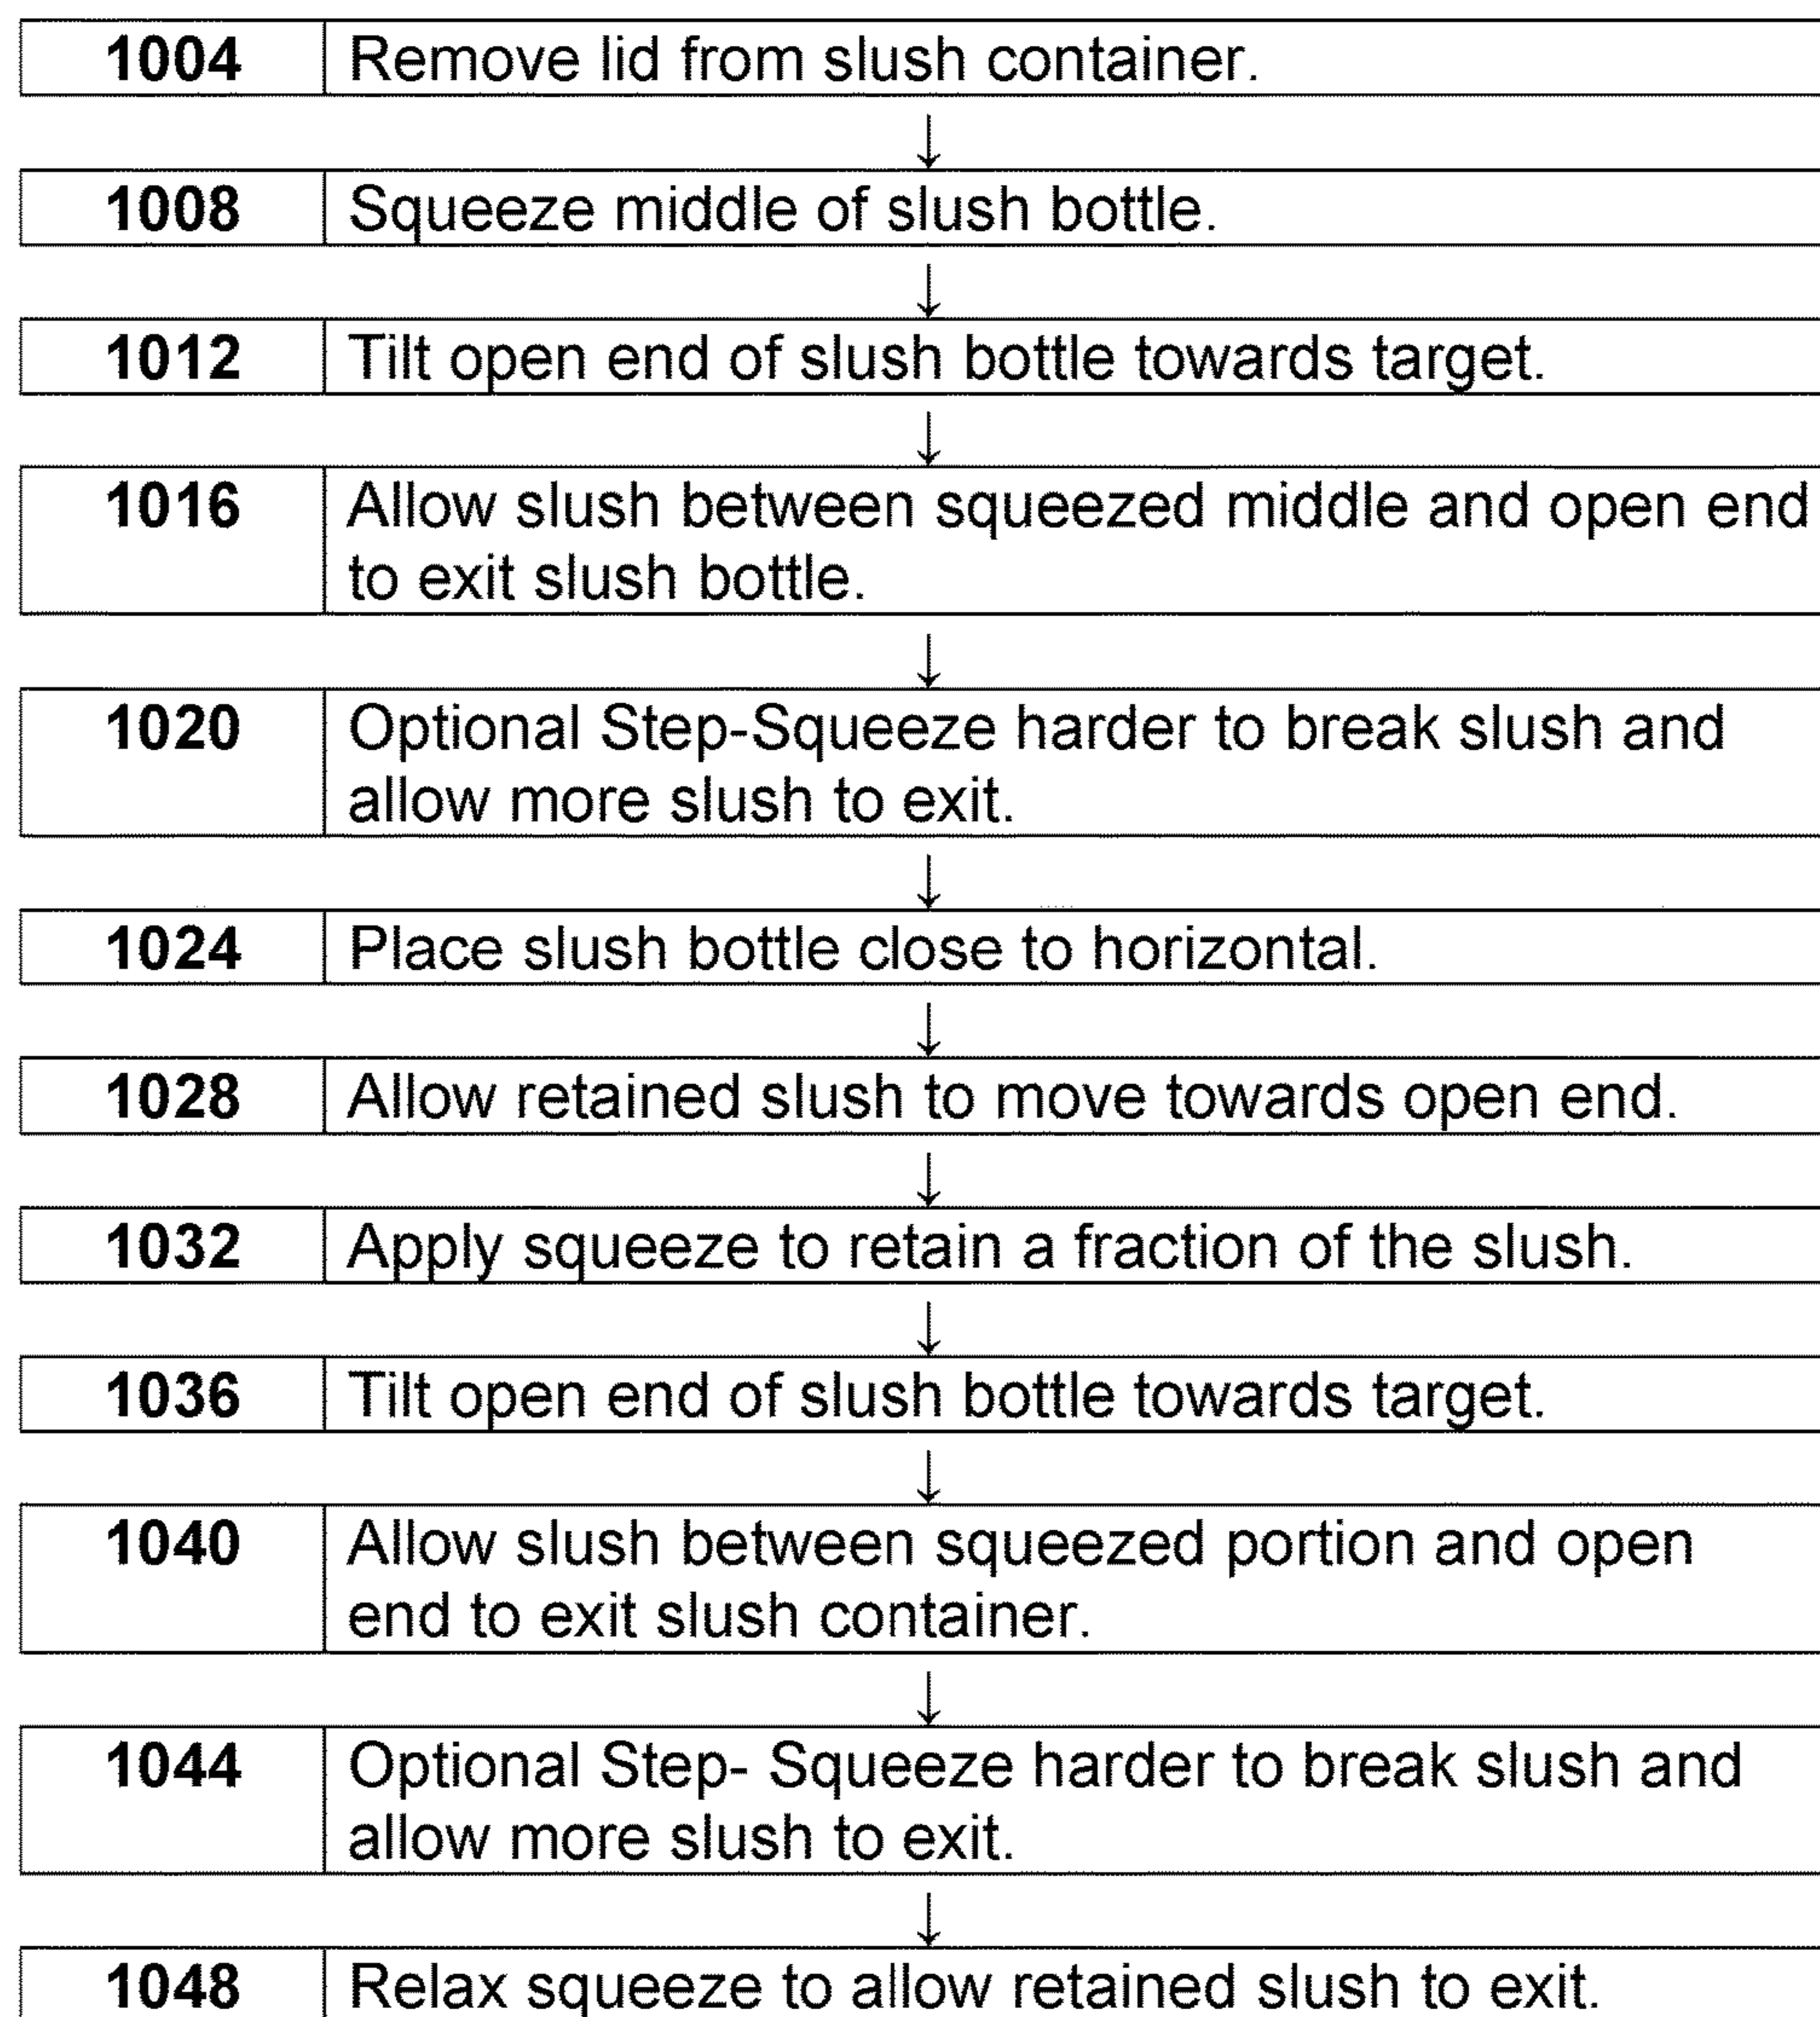 1004 Remove lid from slush container.
↓
1008 Squeeze middle of slush bottle.
↓
1012 Tilt open end of slush bottle towards target.
↓
1016 Allow slush between squeezed middle and open end
to exit slush bottle.
↓
1020 Optional Step-Squeeze harder to break slush and
allow more slush to exit.
↓
1024 Place slush bottle close to horizontal.
↓
1028 Allow retained slush to move towards open end.
↓
1032 Apply squeeze to retain a fraction of the slush.
↓
1036 Tilt open end of slush bottle towards target.
↓
1040 Allow slush between squeezed portion and open
end to exit slush container.
↓
1044 Optional Step- Squeeze harder to break slush and
allow more slush to exit.
↓
1048 Relax squeeze to allow retained slush to exit.